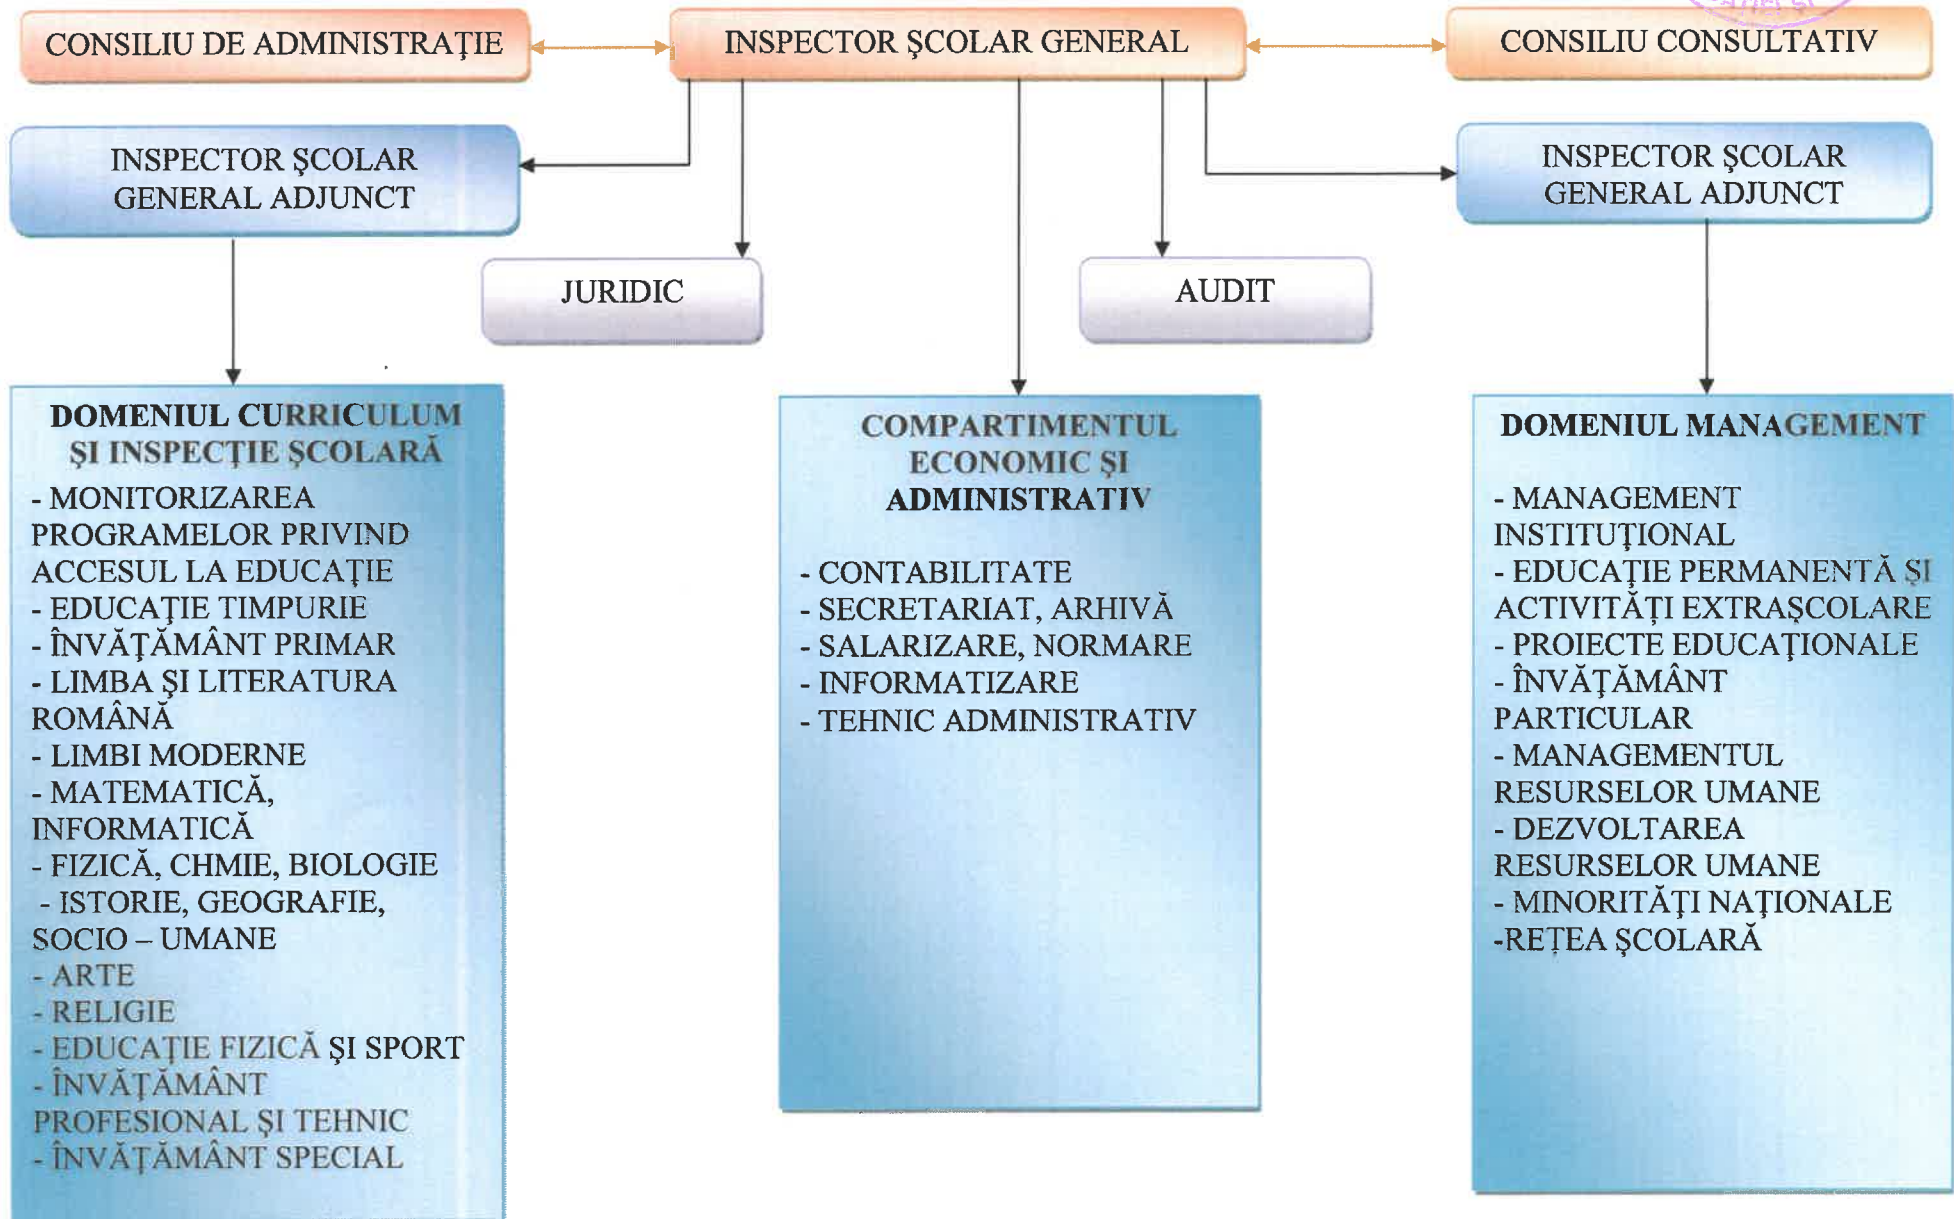 CONSILIU DE ADMINISTRAŢIE
INSPECTOR ŞCOLAR GENERAL
CONSILIU CONSULTATIV
INSPECTOR ŞCOLAR
GENERAL ADJUNCT
INSPECTOR ŞCOLAR
GENERAL ADJUNCT
JURIDIC
AUDIT
DOMENIUL CURRICULUM
ŞI INSPECŢIE ŞCOLARĂ
- MONITORIZAREA
PROGRAMELOR PRIVIND
ACCESUL LA EDUCAŢIE
- EDUCAŢIE TIMPURIE
- ÎNVĂŢĂMÂNT PRIMAR
- LIMBA ŞI LITERATURA
ROMÂNĂ
- LIMBI MODERNE
- MATEMATICĂ,
INFORMATICĂ
- FIZICĂ, CHMIE, BIOLOGIE
- ISTORIE, GEOGRAFIE,
SOCIO – UMANE
- ARTE
- RELIGIE
- EDUCAŢIE FIZICĂ ŞI SPORT
- ÎNVĂŢĂMÂNT
PROFESIONAL ŞI TEHNIC
- ÎNVĂŢĂMÂNT SPECIAL
COMPARTIMENTUL
ECONOMIC ŞI
ADMINISTRATIV
- CONTABILITATE
- SECRETARIAT, ARHIVĂ
- SALARIZARE, NORMARE
- INFORMATIZARE
- TEHNIC ADMINISTRATIV
DOMENIUL MANAGEMENT
- MANAGEMENT
INSTITUŢIONAL
- EDUCAŢIE PERMANENTĂ ŞI
ACTIVITĂŢI EXTRAŞCOLARE
- PROIECTE EDUCAŢIONALE
- ÎNVĂŢĂMÂNT
PARTICULAR
- MANAGEMENTUL
RESURSELOR UMANE
- DEZVOLTAREA
RESURSELOR UMANE
- MINORITĂŢI NAŢIONALE
-REŢEA ŞCOLARĂ